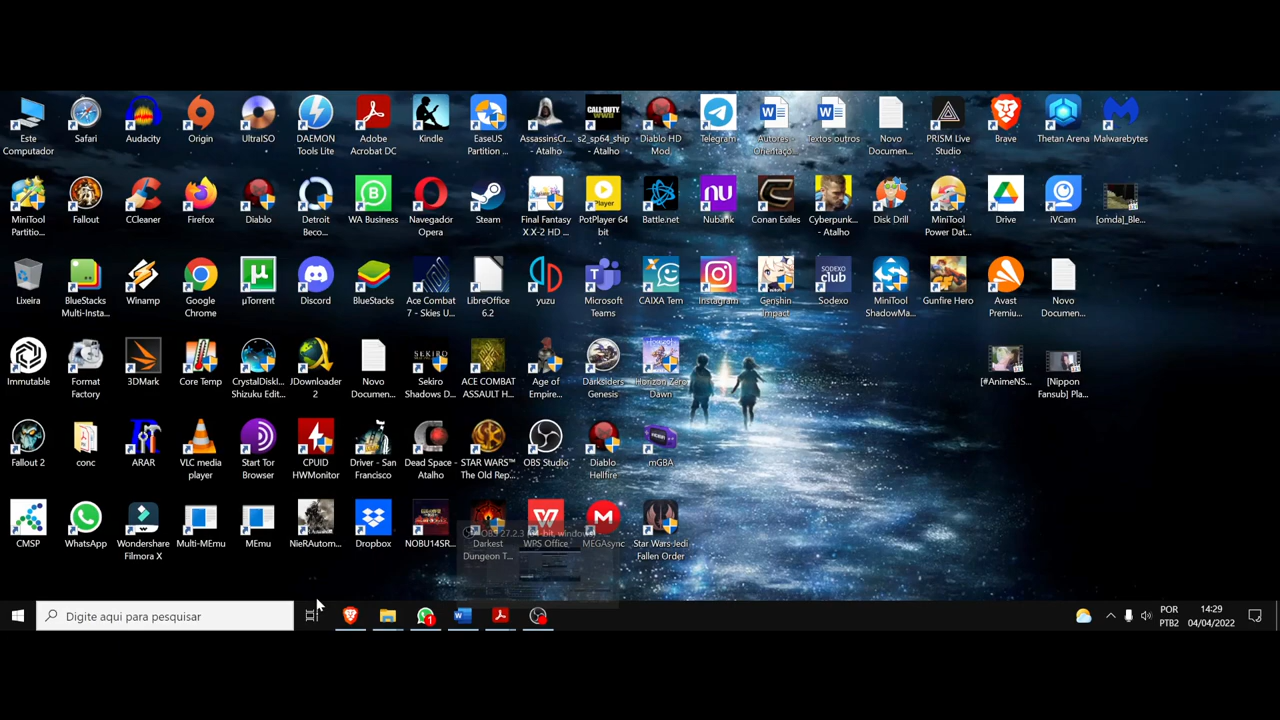 Este Computador
Safari
Audacity
Origin
UltraISO
DAEMON Tools Lite
Adobe Acrobat DC
Kindle
EaseUS Partition ...
AssassinsCr... - Atalho
s2_sp64_ship - Atalho
Diablo HD Mod
Telegram
Autores - Orientaçõ...
Textos outros
Novo Documen...
PRISM Live Studio
Brave
Thetan Arena
Malwarebytes
MiniTool Partitio...
Fallout
CCleaner
Firefox
Diablo
Detroit Beco...
WA Business
Navegador Opera
Steam
Final Fantasy X X-2 HD ...
PotPlayer 64 bit
Battle.net
Nubank
Conan Exiles
Cyberpunk... - Atalho
Disk Drill
MiniTool Power Dat...
Drive
iVCam
[omda]_Ble...
Lixeira
BlueStacks Multi-Insta...
Winamp
Google Chrome
µTorrent
Discord
BlueStacks
Ace Combat 7 - Skies U...
LibreOffice 6.2
yuzu
Microsoft Teams
CAIXA Tem
Instagram
Genshin Impact
Sodexo
MiniTool ShadowMa...
Gunfire Hero
Avast Premiu...
Novo Documen...
Immutable
Format Factory
3DMark
Core Temp
CrystalDiskI... Shizuku Edit...
JDownloader 2
Novo Documen...
Sekiro Shadows D...
ACE COMBAT ASSAULT H...
Age of Empire...
Darksiders Genesis
Horizon Zero Dawn
[#AnimeNS...
[Nippon Fansub] Pla...
Fallout 2
conc
ARAR
VLC media player
Start Tor Browser
CPUID HWMonitor
Driver - San Francisco
Dead Space - Atalho
STAR WARS™ The Old Rep...
OBS Studio
Diablo Hellfire
mGBA
CMSP
WhatsApp
Wondershare Filmora X
Multi-MEmu
MEmu
NieRAutom...
Dropbox
NOBU14SR...
Darkest Dungeon T...
WPS Office
MEGAsync
Star Wars-Jedi Fallen Order
Digite aqui para pesquisar
1
POR
PTB2
14:29
04/04/2022